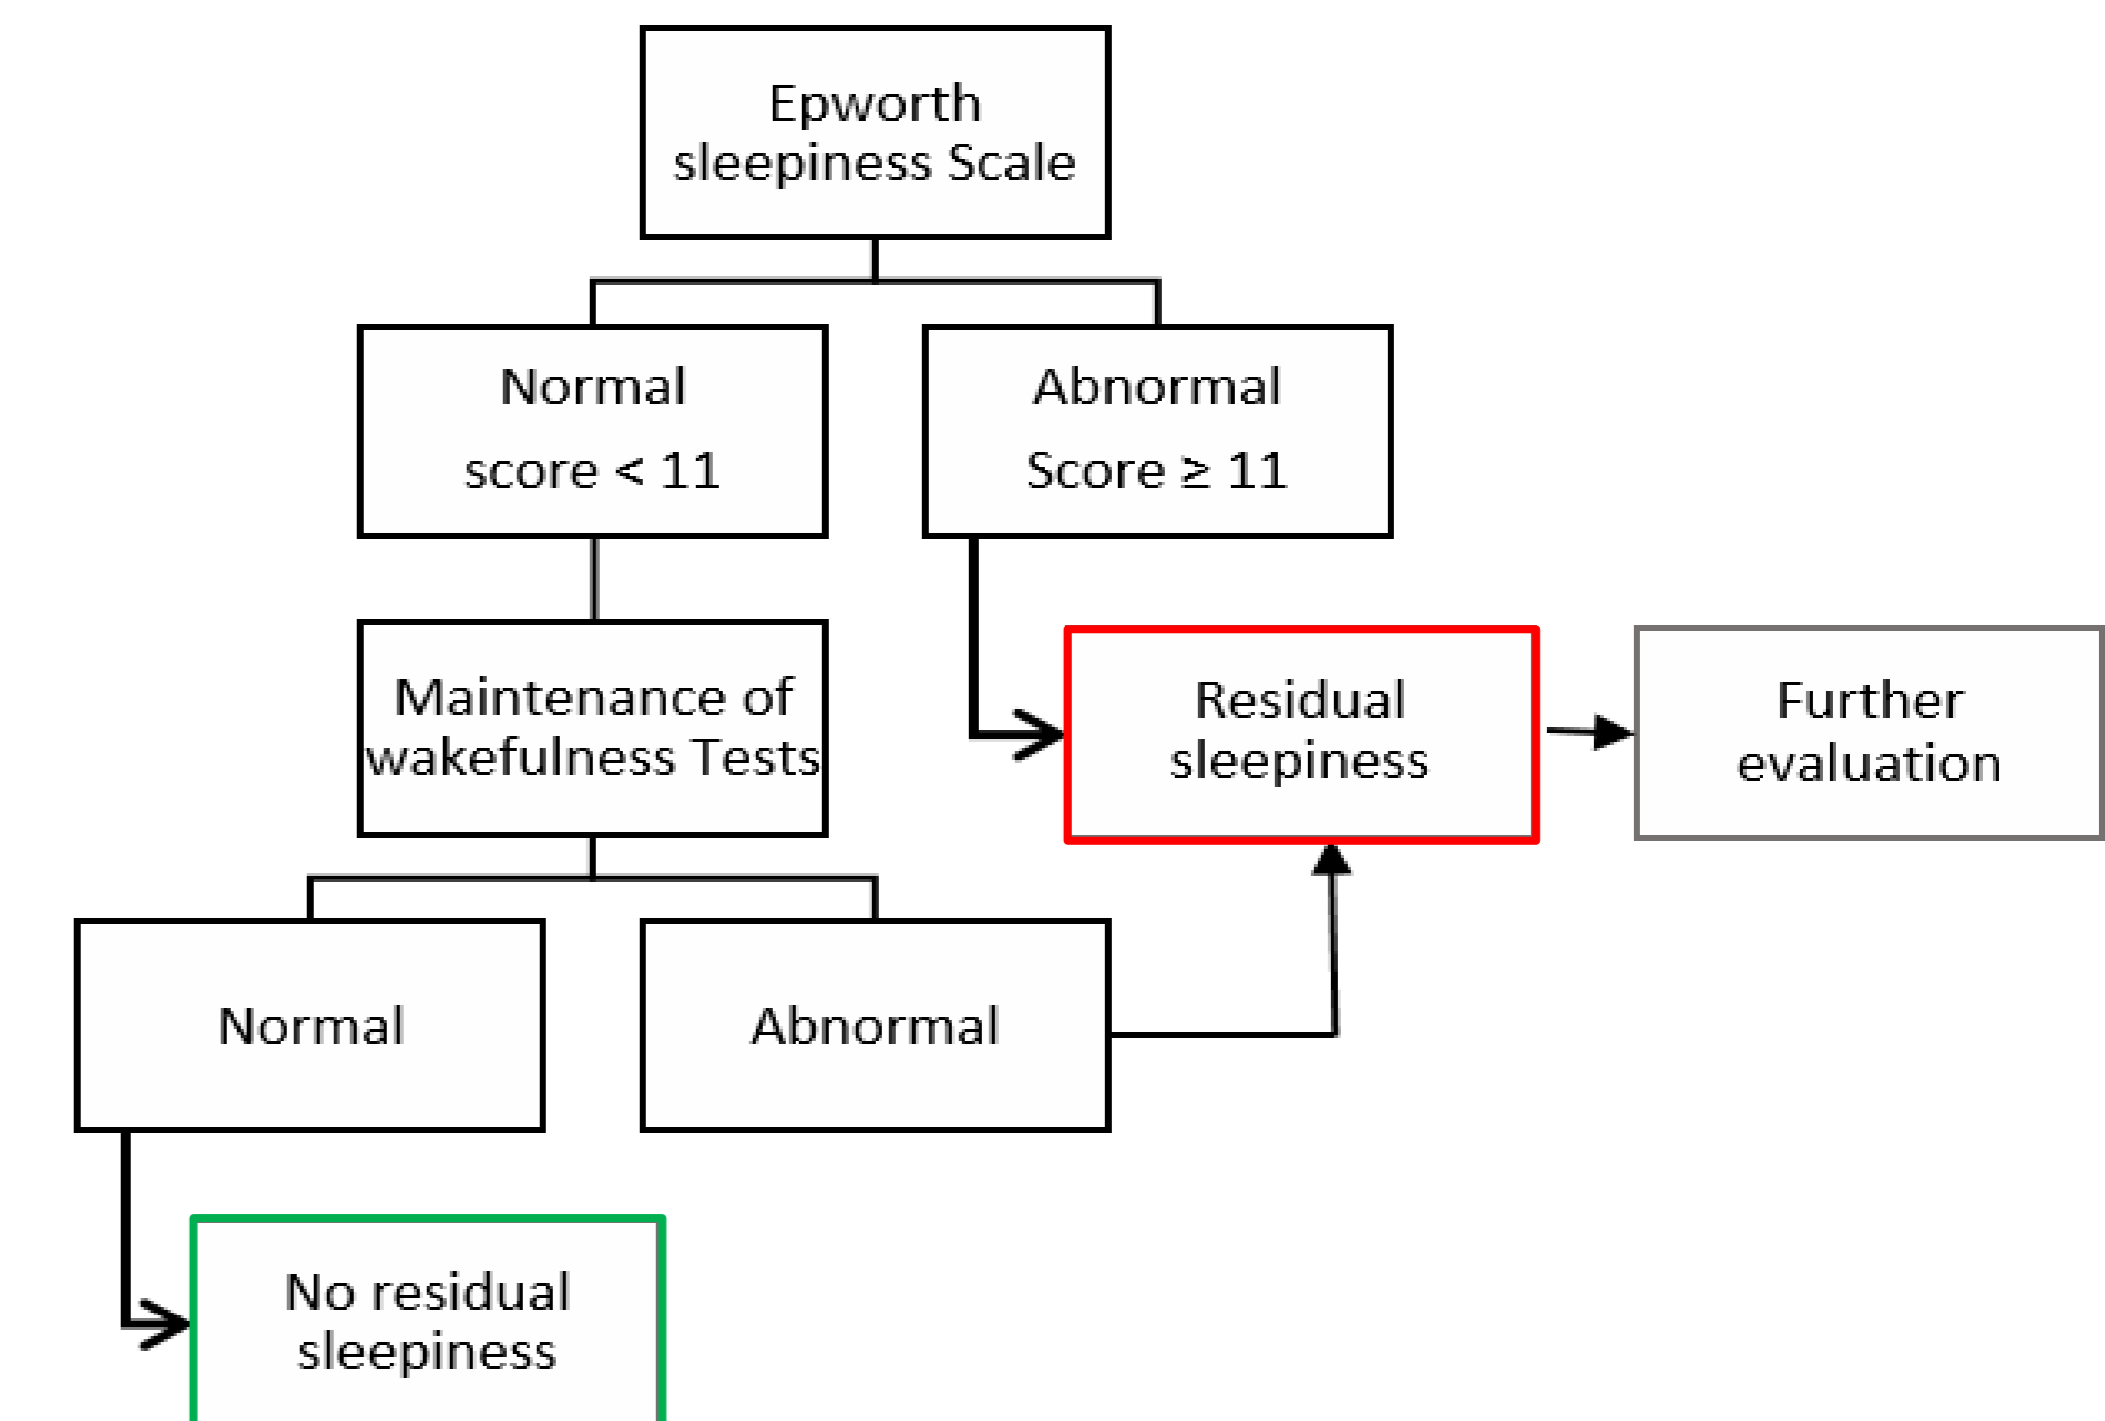 Epworth
sleepiness Scale
Normal
score < 11
Abnormal
Score ≥ 11
Maintenance of
wakefulness Tests
Residual
sleepiness
Further
evaluation
Normal
Abnormal
No residual
sleepiness